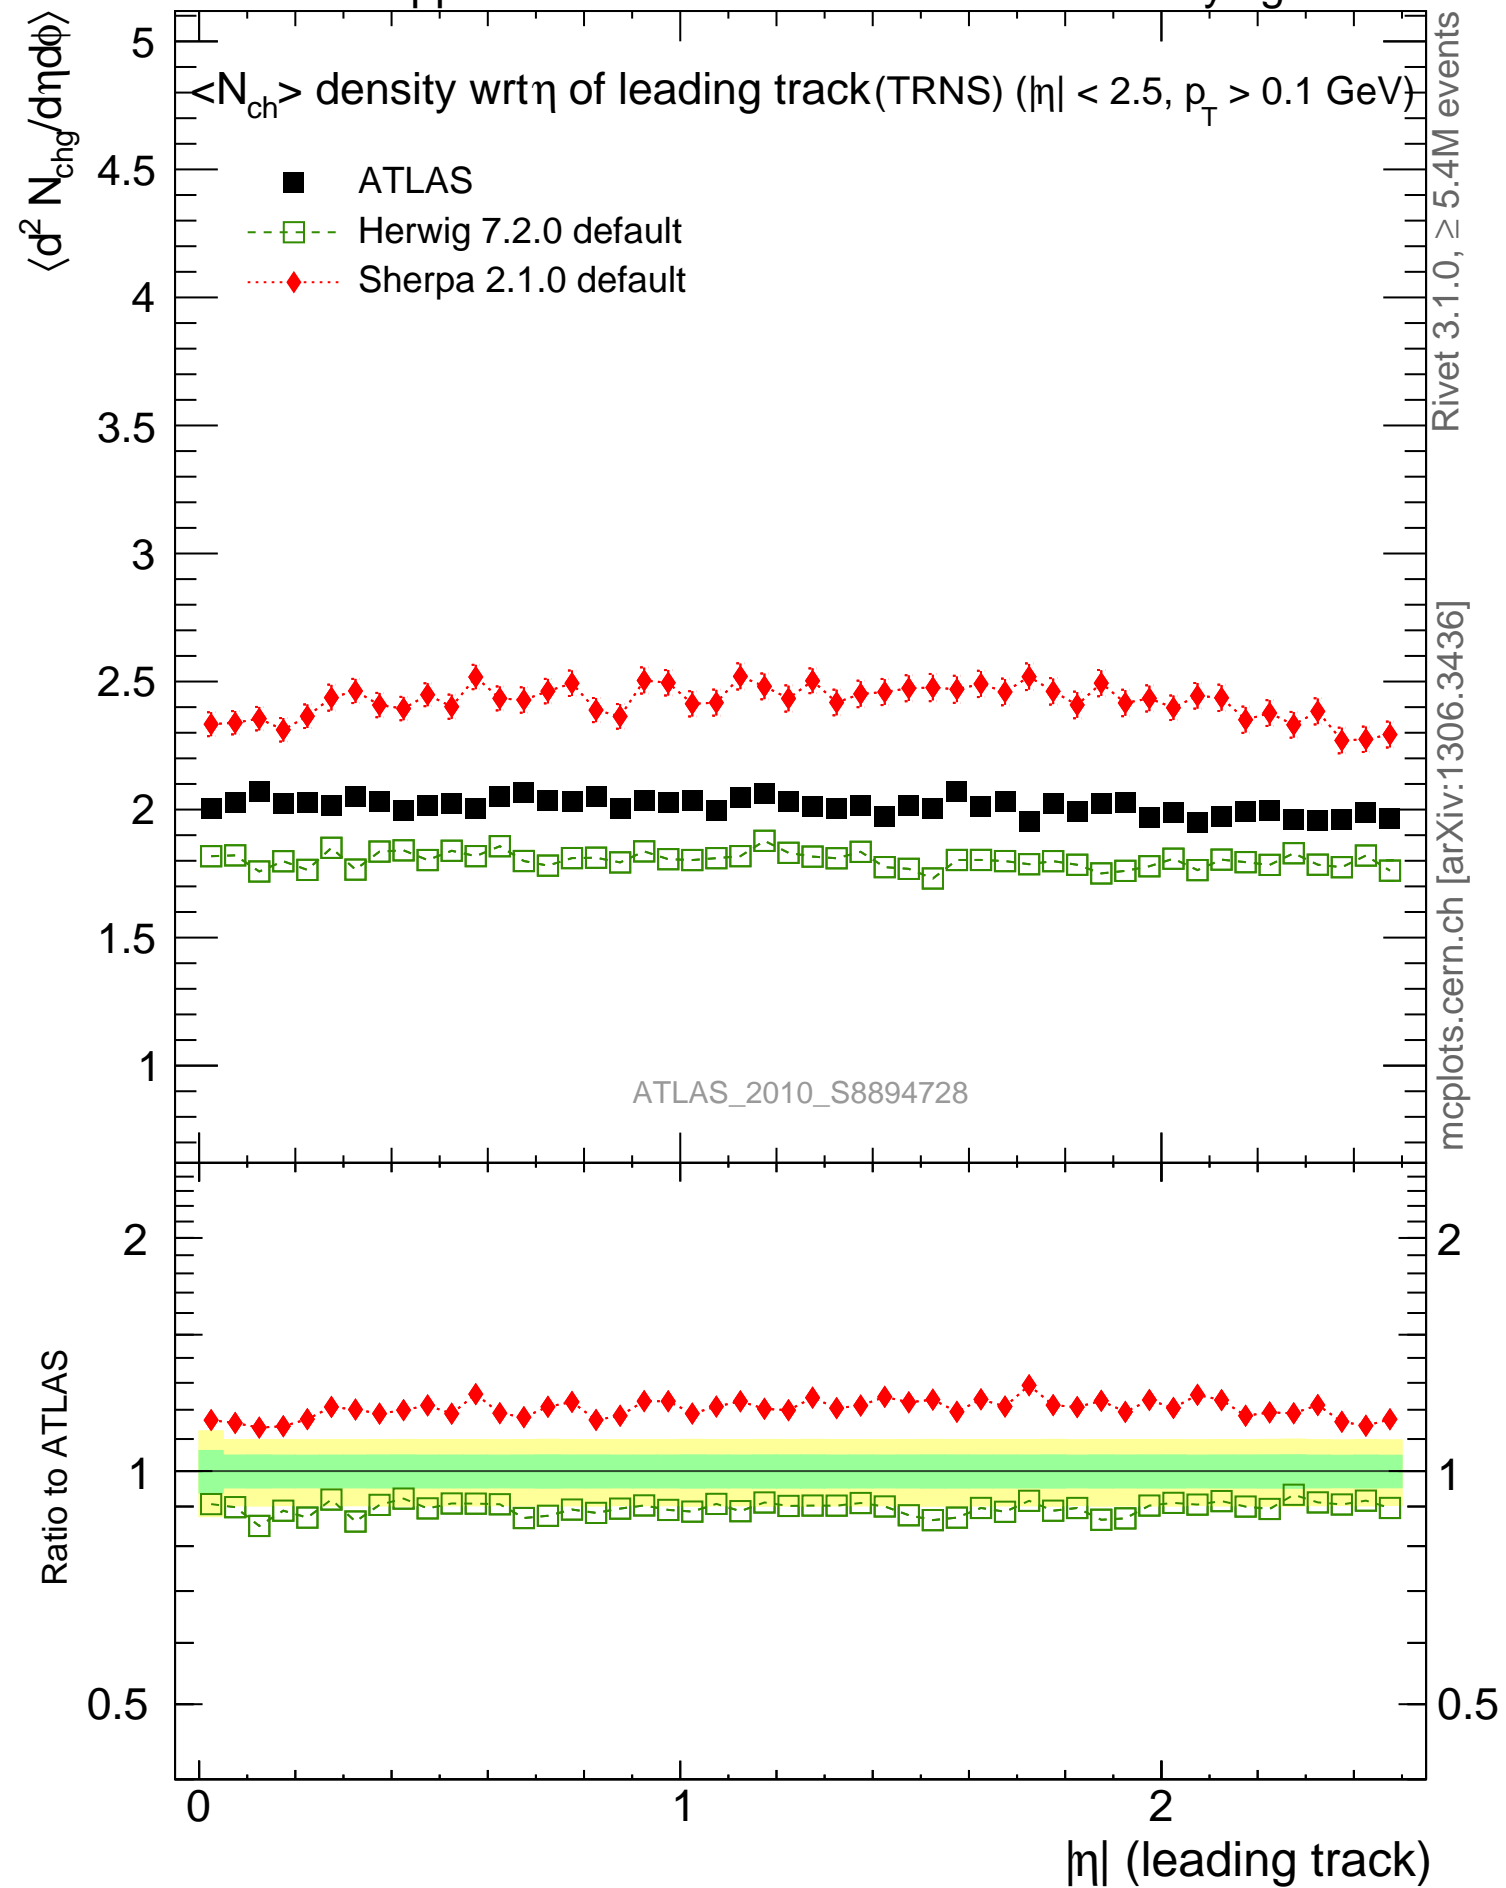 <N_ch> density wrt η of leading track (TRNS) (|η| < 2.5, p_T > 0.1 GeV)
⟨d² N_chg/dηdϕ⟩
ATLAS
Herwig 7.2.0 default
Sherpa 2.1.0 default
5
4.5
4
3.5
3
2.5
2
1.5
1
ATLAS_2010_S8894728
Rivet 3.1.0, ≥ 5.4M events
mcplots.cern.ch [arXiv:1306.3436]
Ratio to ATLAS
2
1
0.5
2
1
0.5
0
1
2
|η| (leading track)